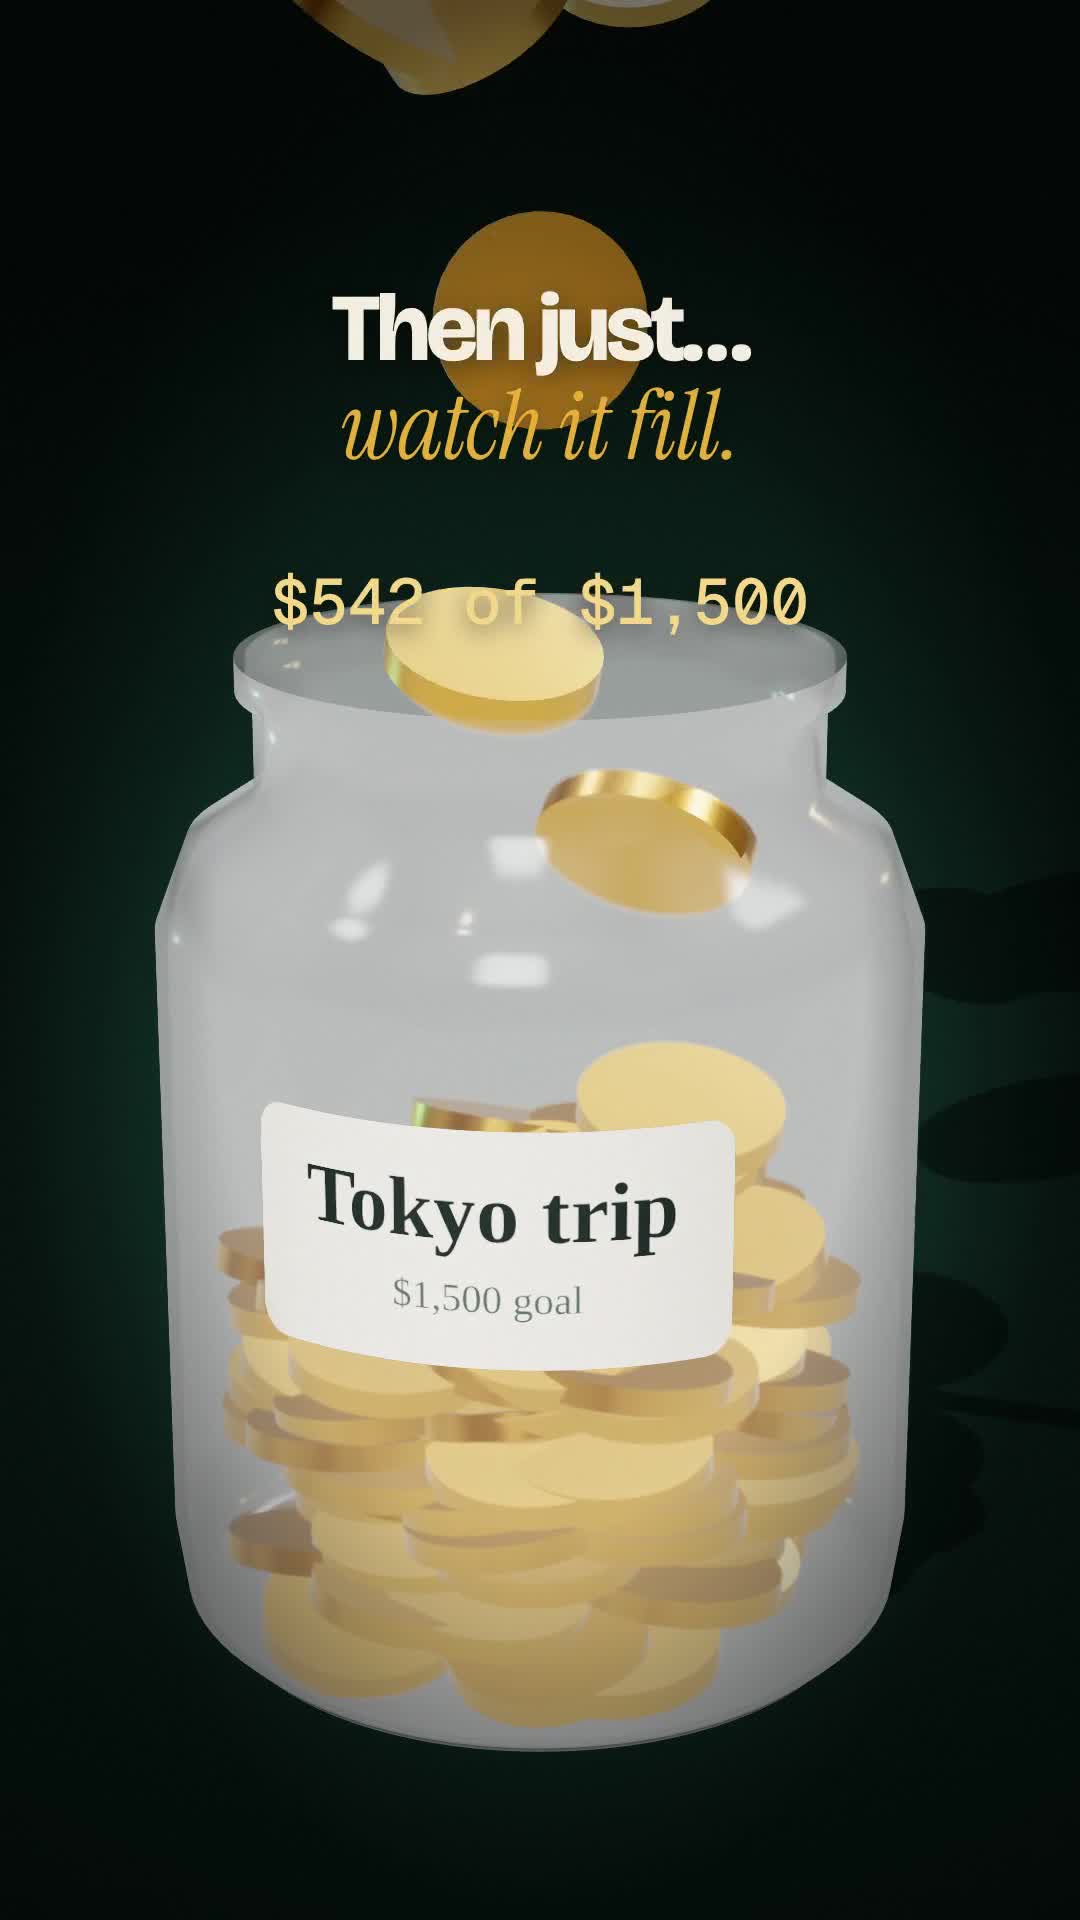 Then just...
watch it fill.
$542 of $1,500
Tokyo trip
$1,500 goal